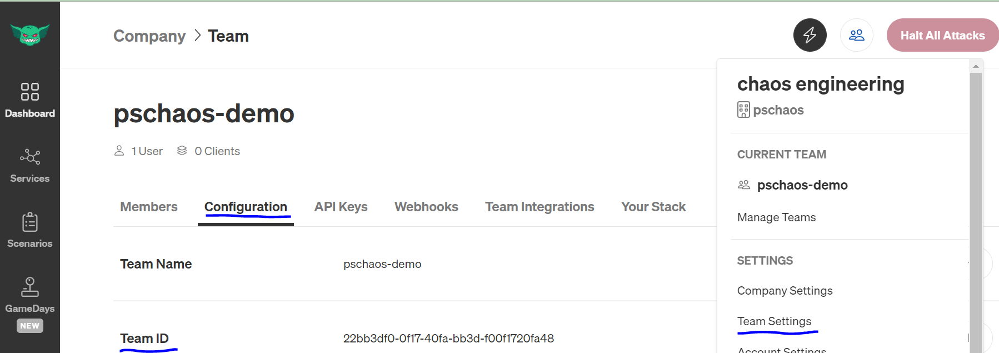 Company > Team
Halt All Attacks
Dashboard
Services
Scenarios
GameDays
NEW
pschaos-demo
1 User 0 Clients
Members Configuration API Keys Webhooks Team Integrations Your Stack
Team Name pschaos-demo
Team ID 22bb3df0-0f17-40fa-bb3d-f00f1720fa48
chaos engineering
pschaos
CURRENT TEAM
pschaos-demo
Manage Teams
SETTINGS
Company Settings
Team Settings
Account Settings